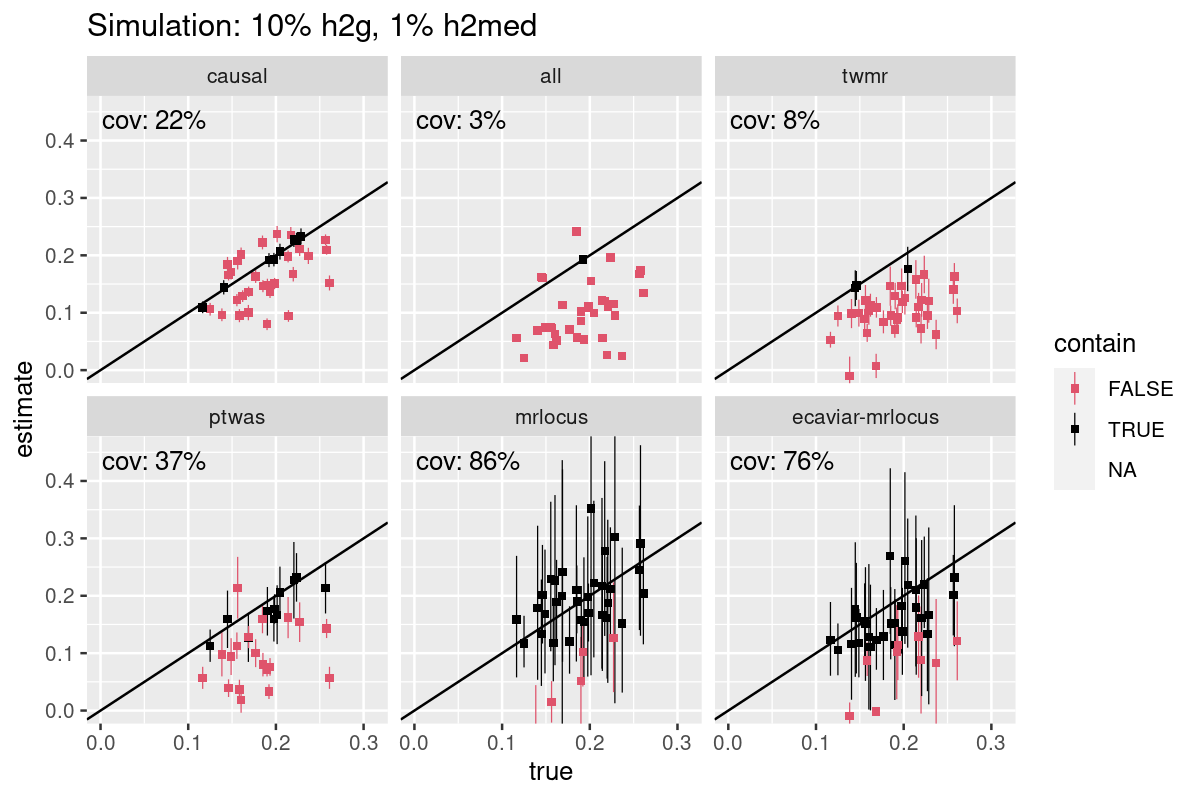 Simulation: 10% h2g, 1% h2med
causal all twmr
cov: 22% cov: 3% cov: 8%
0.4
0.3
0.2
0.1
0.0
ptwas mrlocus ecaviar-mrlocus
cov: 37% cov: 86% cov: 76%
0.4
0.3
0.2
0.1
0.0
0.0 0.1 0.2 0.3 0.0 0.1 0.2 0.3 0.0 0.1 0.2 0.3
true
estimate
contain
FALSE
TRUE
NA